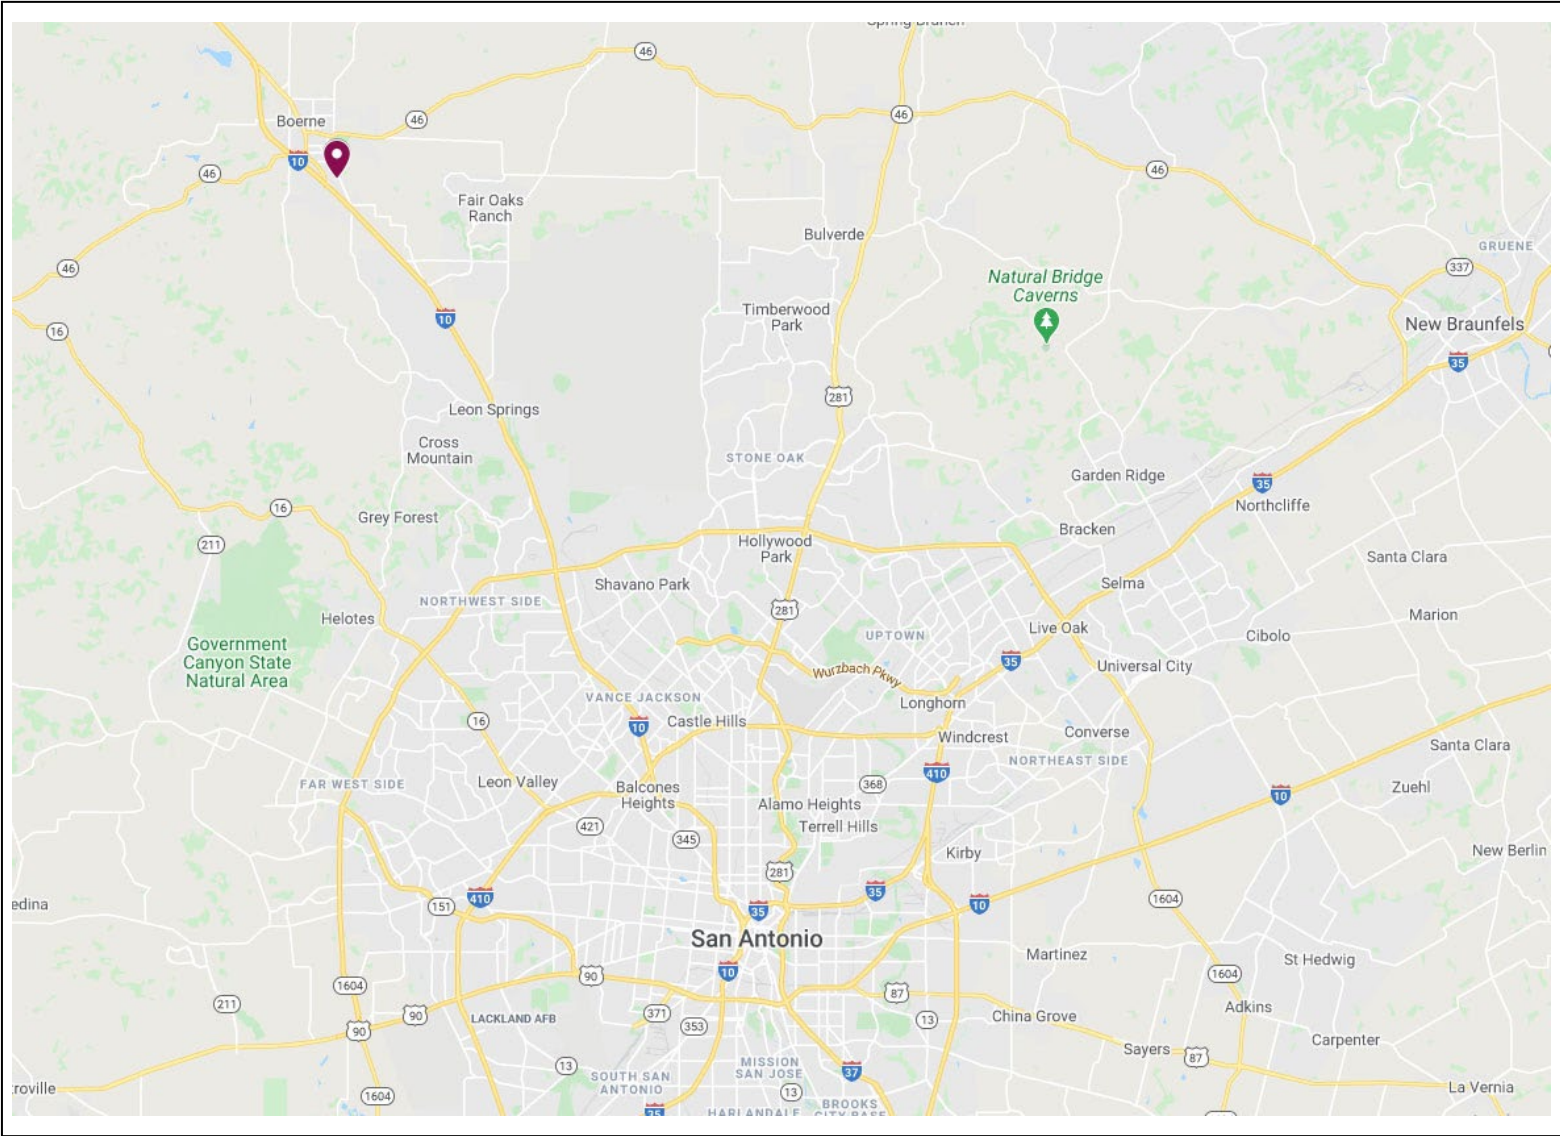 Spring Branch
46
46
Boerne
46
10
46
46
Fair Oaks
Ranch
Bulverde
GRUENE
46
337
Natural Bridge
Caverns
10
Timberwood
Park
16
New Braunfels
35
281
Leon Springs
Cross
Mountain
STONE OAK
Garden Ridge
35
16
Northcliffe
Grey Forest
Bracken
211
Hollywood
Park
Santa Clara
Shavano Park
Selma
NORTHWEST SIDE
281
Marion
Helotes
Live Oak
UPTOWN
Cibolo
Government
Canyon State
Natural Area
35
Universal City
Wurzbach Pkwy
VANCE JACKSON
Longhorn
16
Castle Hills
10
Windcrest
Converse
Santa Clara
NORTHEAST SIDE
410
FAR WEST SIDE
Leon Valley
Balcones
Heights
368
10
Zuehl
Alamo Heights
421
Terrell Hills
345
Kirby
New Berlin
281
35
410
10
1604
edina
151
35
San Antonio
Martinez
St Hedwig
10
90
1604
1604
87
211
Adkins
90
LACKLAND AFB
371
13
China Grove
90
353
Carpenter
Sayers
87
13
MISSION
SAN JOSE
37
SOUTH SAN
ANTONIO
roville
La Vernia
1604
13
BROOKS
CITY BASE
35
HARLANDALE